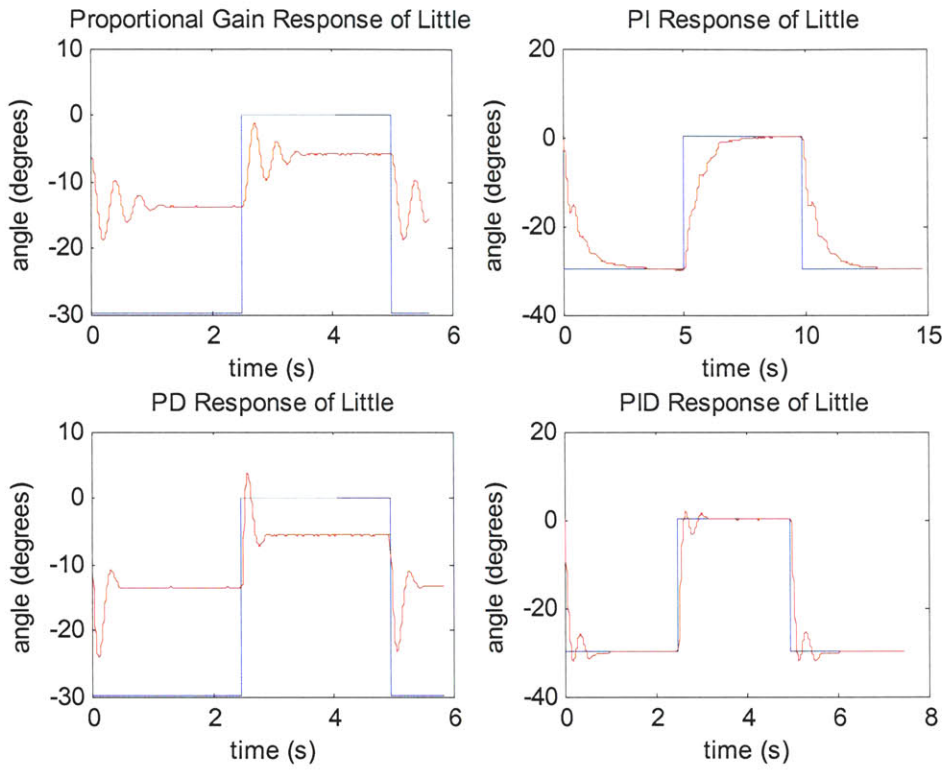 Proportional Gain Response of Little
10
0
-10
-20
-30
0
2
4
6
angle (degrees)
time (s)
PI Response of Little
20
0
-20
-40
0
5
10
15
angle (degrees)
time (s)
PD Response of Little
10
0
-10
-20
-30
0
2
4
6
angle (degrees)
time (s)
PID Response of Little
20
0
-20
-40
0
2
4
6
8
angle (degrees)
time (s)